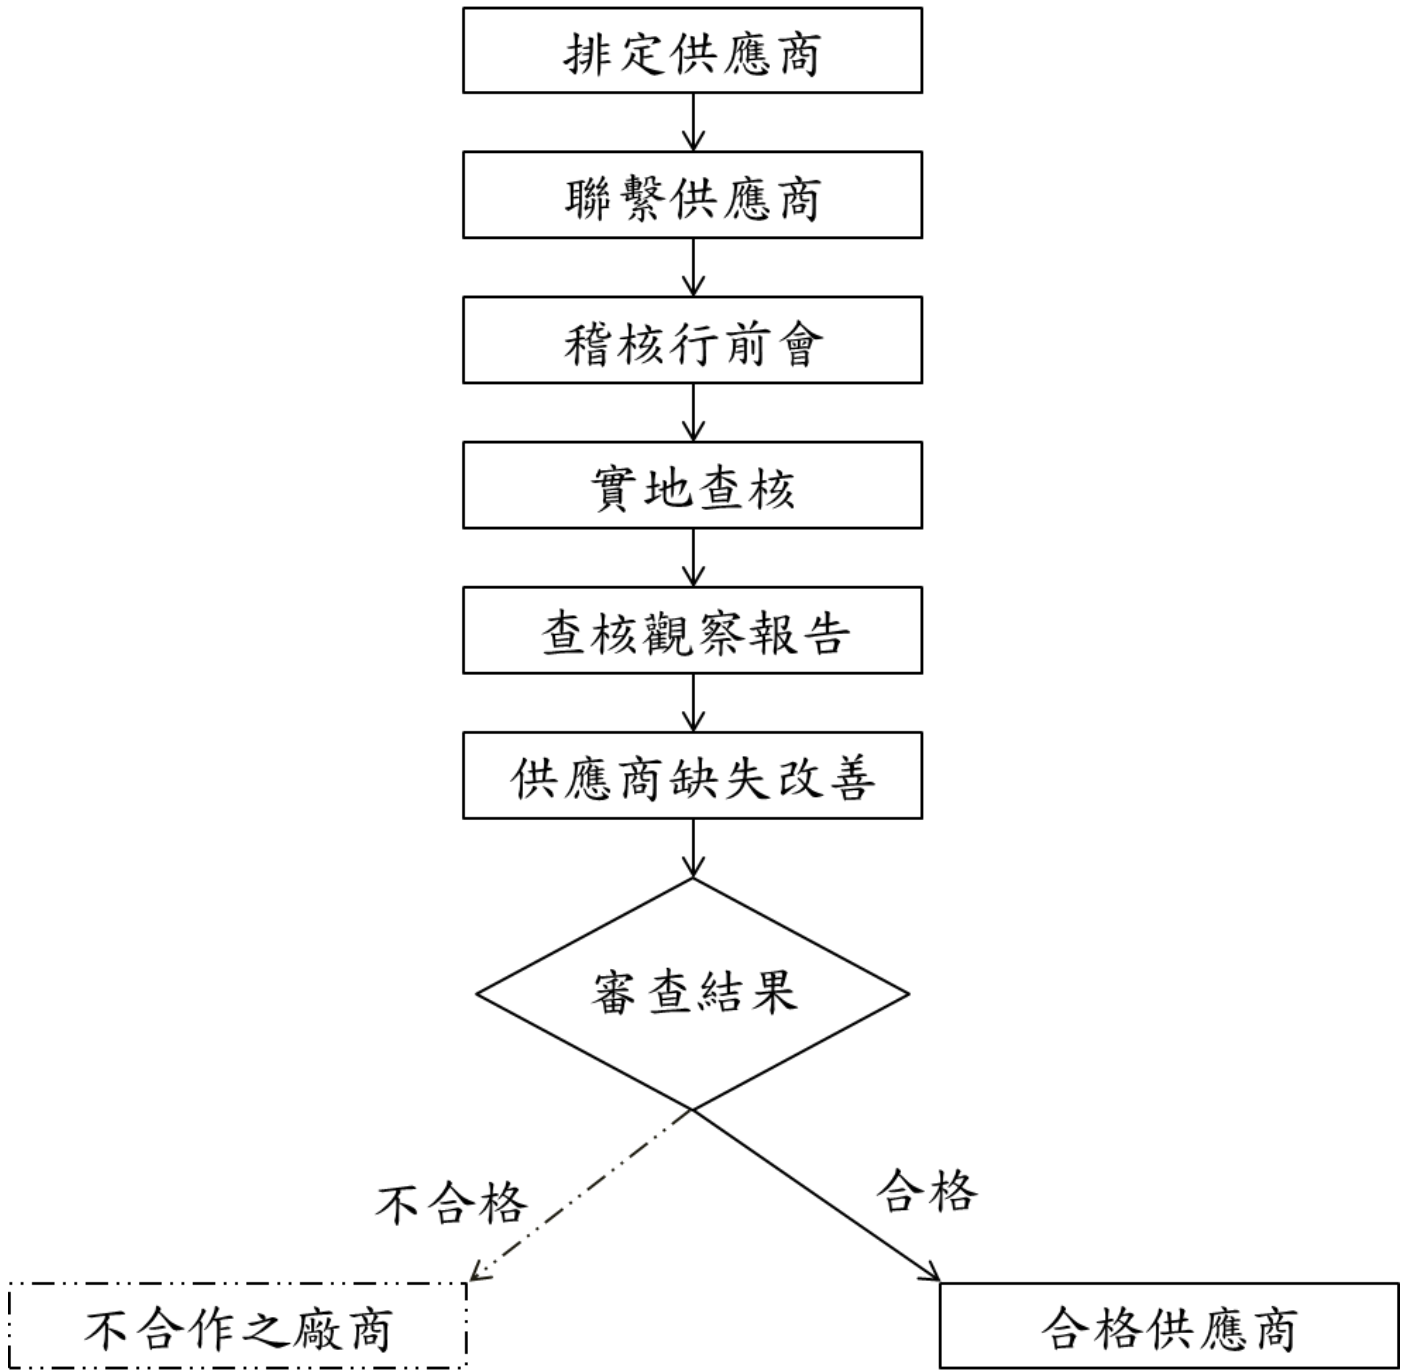 排定供應商
聯繫供應商
稽核行前會
實地查核
查核觀察報告
供應商缺失改善
審查結果
不合格
合格
不合作之廠商
合格供應商